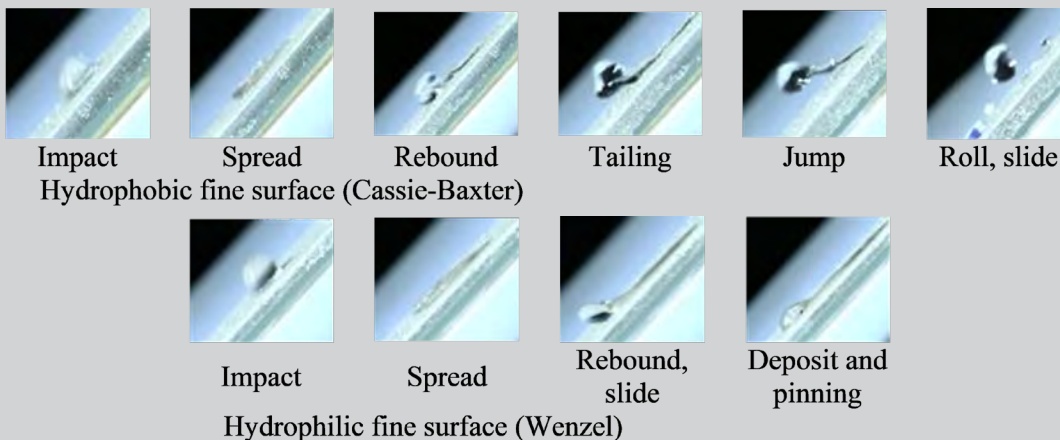 Impact
Spread
Rebound
Tailing
Jump
Roll, slide
Hydrophobic fine surface (Cassie-Baxter)
Impact
Spread
Rebound,
slide
Deposit and
pinning
Hydrophilic fine surface (Wenzel)